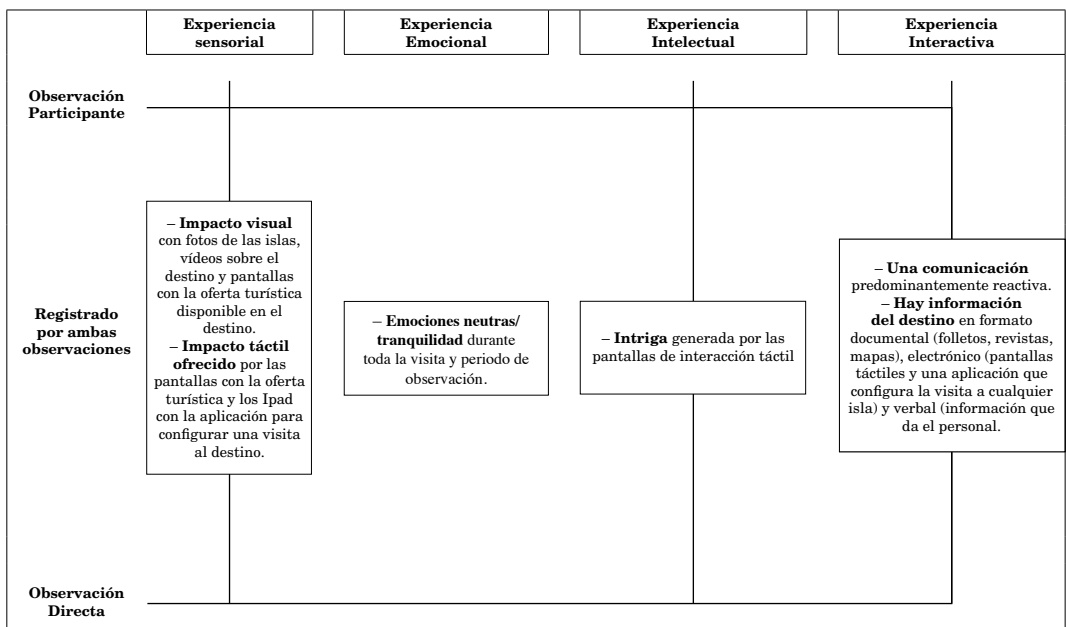 Experiencia
sensorial
Experiencia
Emocional
Experiencia
Intelectual
Experiencia
Interactiva
Observación
Participante
Registrado
por ambas
observaciones
– Impacto visual
con fotos de las islas,
vídeos sobre el
destino y pantallas
con la oferta turística
disponible en el
destino.
– Impacto táctil
ofrecido por las
pantallas con la oferta
turística y los Ipad
con la aplicación para
configurar una visita
al destino.
– Emociones neutras/
tranquilidad durante
toda la visita y periodo de
observación.
– Intriga generada por las
pantallas de interacción táctil
– Una comunicación
predominantemente reactiva.
– Hay información
del destino en formato
documental (folletos, revistas,
mapas), electrónico (pantallas
táctiles y una aplicación que
configura la visita a cualquier
isla) y verbal (información que
da el personal.
Observación
Directa